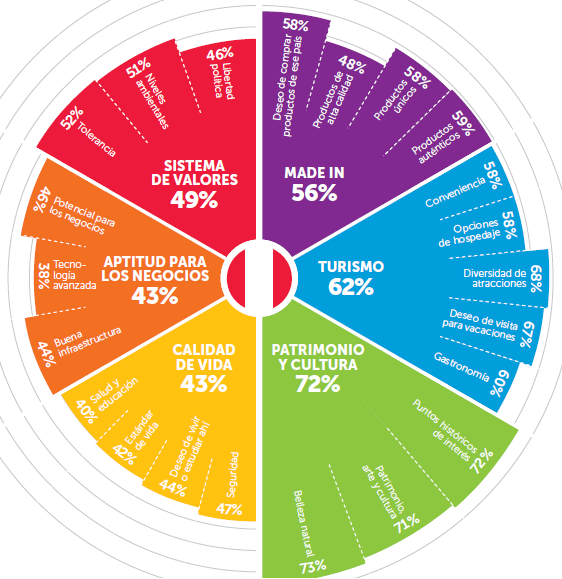 58%
Deseo de comprar
productos de ese país
48%
Productos de
alta calidad
58%
Productos
únicos
59%
Productos
auténticos
MADE IN
56%
58%
Conveniencia
58%
Opciones
de hospedaje
68%
Diversidad de
atracciones
67%
Deseo de visita
para vacaciones
60%
Gastronomía
TURISMO
62%
PATRIMONIO
Y CULTURA
72%
Puntos históricos
de interés
72%
Patrimonio,
arte y cultura
71%
Belleza natural
73%
CALIDAD
DE VIDA
43%
Seguridad
47%
Deseo de vivir
o estudiar ahí
44%
Estándar
de vida
42%
Salud y
educación
40%
APTITUD PARA
LOS NEGOCIOS
43%
Buena
infraestructura
44%
Tecno-
logía
avanzada
38%
Potencial para
los negocios
46%
SISTEMA
DE VALORES
49%
52%
Tolerancia
51%
Niveles
ambientales
46%
Libertad
política